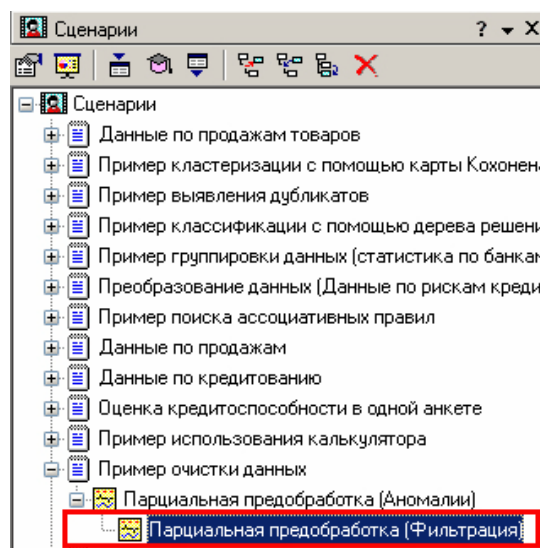 Сценарии
Сценарии
Данные по продажам товаров
Пример кластеризации с помощью карты Кохонена
Пример выявления дубликатов
Пример классификации с помощью дерева решени
Пример группировки данных (статистика по банкам
Преобразование данных (Данные по рискам креди
Пример поиска ассоциативных правил
Данные по продажам
Данные по кредитованию
Оценка кредитоспособности в одной анкете
Пример использования калькулятора
Пример очистки данных
Парциальная предобработка (Аномалии)
Парциальная предобработка (Фильтрация)